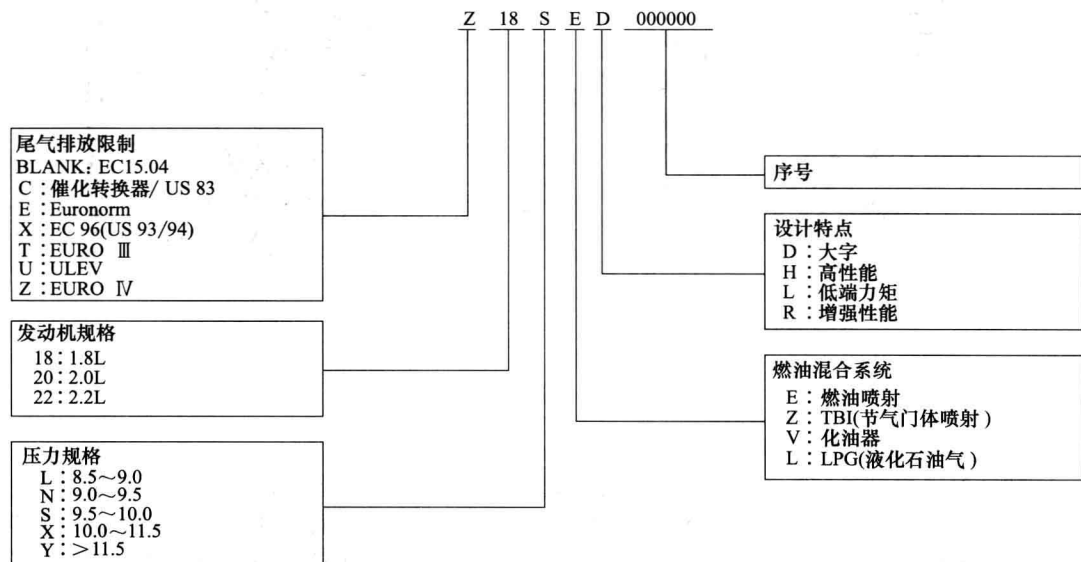 Z 18 S E D 000000
尾气排放限制
BLANK: EC15.04
C:催化转换器/ US 83
E:Euronorm
X:EC 96(US 93/94)
T:EURO Ⅲ
U:ULEV
Z:EURO Ⅳ
发动机规格
18:1.8L
20:2.0L
22:2.2L
压力规格
L:8.5~9.0
N:9.0~9.5
S:9.5~10.0
X:10.0~11.5
Y:>11.5
序号
设计特点
D:大字
H:高性能
L:低端力矩
R:增强性能
燃油混合系统
E:燃油喷射
Z:TBI(节气门体喷射)
V:化油器
L:LPG(液化石油气)